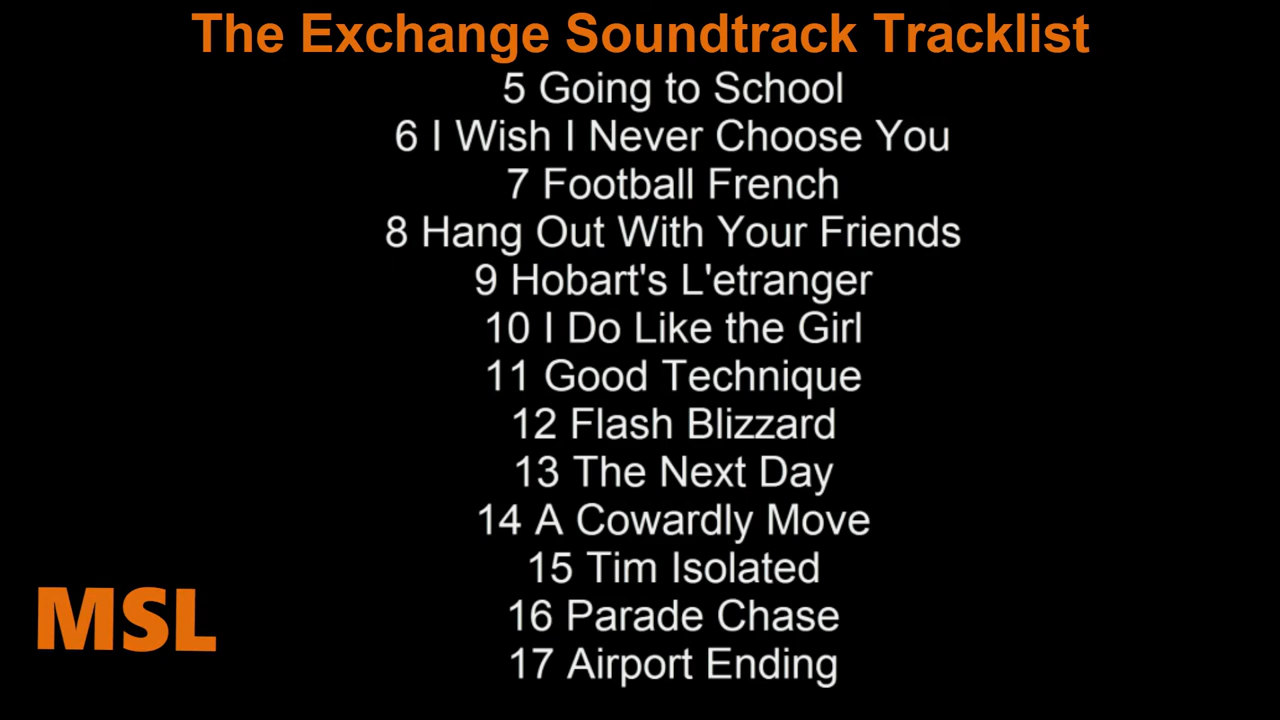 The Exchange Soundtrack Tracklist
5 Going to School
6 I Wish I Never Choose You
7 Football French
8 Hang Out With Your Friends
9 Hobart's L'etranger
10 I Do Like the Girl
11 Good Technique
12 Flash Blizzard
13 The Next Day
14 A Cowardly Move
15 Tim Isolated
16 Parade Chase
17 Airport Ending
MSL